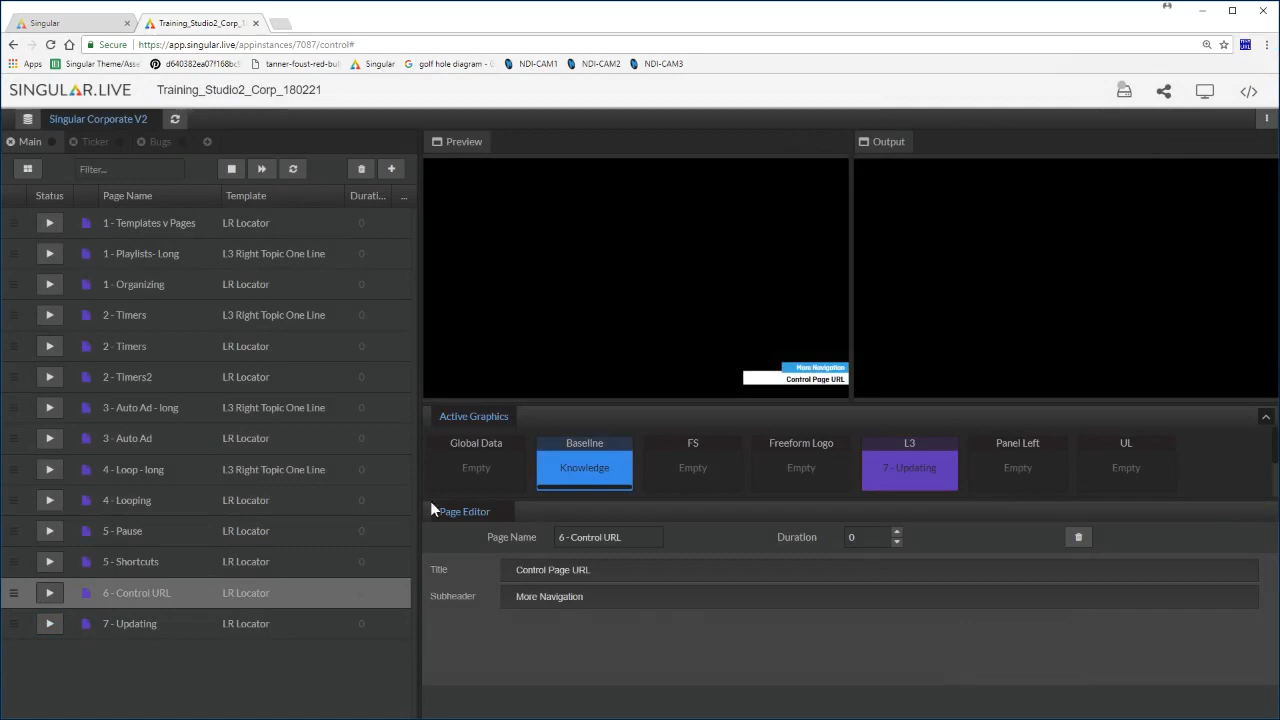 Singular
Training_Studio2_Corp_1
Secure
https://app.singular.live/appinstances/7087/control#
Apps
Singular Theme/Asse
d640382ea07f168bc
tanner-foust-red-bul
Singular
golf hole diagram -
NDI-CAM1
NDI-CAM2
NDI-CAM3
SINGULAR.LIVE
Training_Studio2_Corp_180221
Singular Corporate V2
Main
Ticker
Bugs
Filter...
Status
Page Name
Template
Durati...
...
1 - Templates v Pages
LR Locator
0
1 - Playlists- Long
L3 Right Topic One Line
0
1 - Organizing
LR Locator
0
2 - Timers
L3 Right Topic One Line
0
2 - Timers
LR Locator
0
2 - Timers2
LR Locator
0
3 - Auto Ad - long
L3 Right Topic One Line
0
3 - Auto Ad
LR Locator
0
4 - Loop - long
L3 Right Topic One Line
0
4 - Looping
LR Locator
0
5 - Pause
LR Locator
0
5 - Shortcuts
LR Locator
0
6 - Control URL
LR Locator
7 - Updating
LR Locator
0
Preview
Output
More Navigation
Control Page URL
Active Graphics
Global Data
Empty
Baseline
Knowledge
FS
Empty
Freeform Logo
Empty
L3
7 - Updating
Panel Left
Empty
UL
Empty
Page Editor
Page Name
6 - Control URL
Duration
0
Title
Control Page URL
Subheader
More Navigation